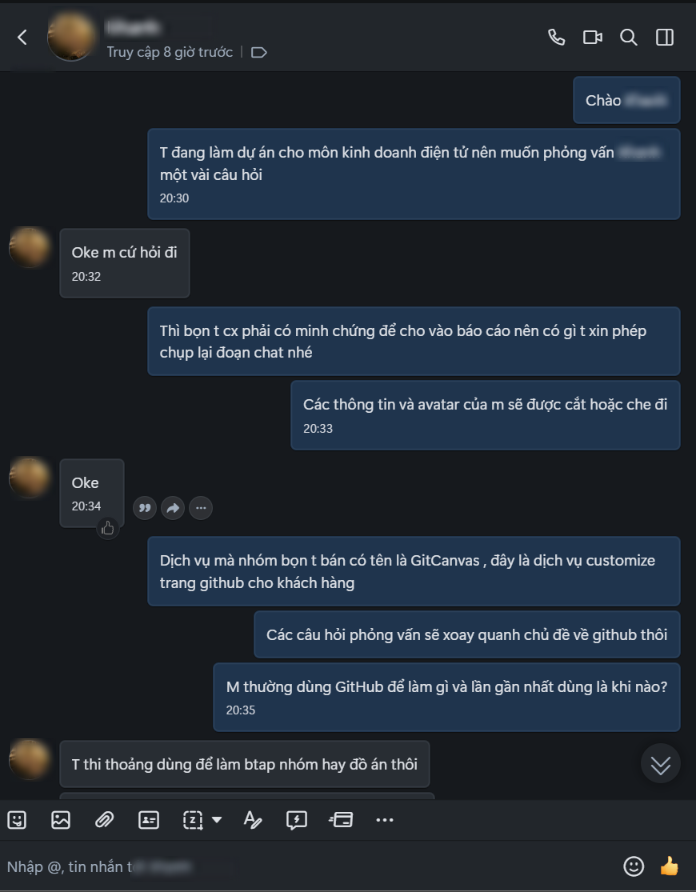 Truy cập 8 giờ trước
Chào
T đang làm dự án cho môn kinh doanh điện tử nên muốn phỏng vấn
một vài câu hỏi
20:30
Oke m cứ hỏi đi
20:32
Thì bọn t cx phải có minh chứng để cho vào báo cáo nên có gì t xin phép
chụp lại đoạn chat nhé
Các thông tin và avatar của m sẽ được cắt hoặc che đi
20:33
Oke
20:34
Dịch vụ mà nhóm bọn t bán có tên là GitCanvas , đây là dịch vụ customize
trang github cho khách hàng
Các câu hỏi phỏng vấn sẽ xoay quanh chủ đề về github thôi
M thường dùng GitHub để làm gì và lần gần nhất dùng là khi nào?
20:35
T thi thoảng dùng để làm btap nhóm hay đồ án thôi
Nhập @, tin nhắn